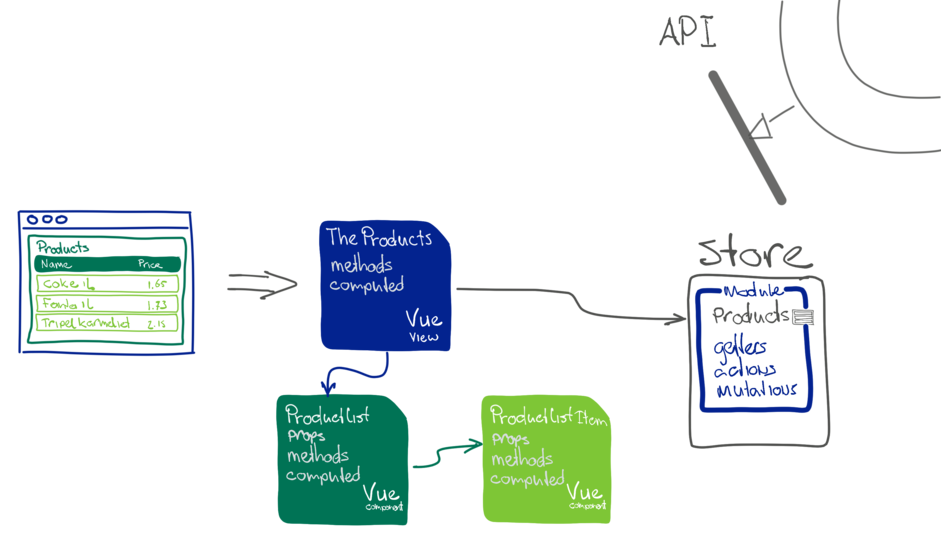 API
Products
Name Price
Coke 1L 1.65
Fanta 1L 1.73
Tripel karmeliet 2.15
The Products
methods
computed
Vue
View
Store
Module
Products
getters
actions
mutations
ProductList
props
methods
computed
Vue
component
ProductListItem
props
methods
computed
Vue
component